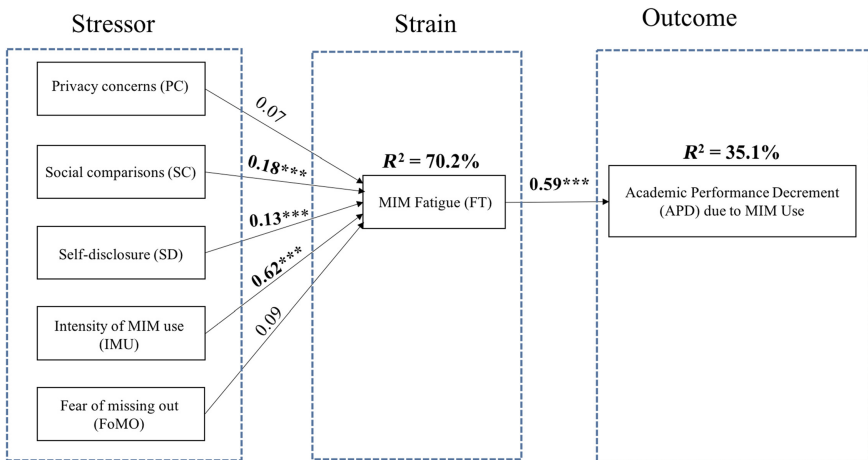 Stressor
Strain
Outcome
Privacy concerns (PC)
Social comparisons (SC)
Self-disclosure (SD)
Intensity of MIM use
(IMU)
Fear of missing out
(FoMO)
0.07
0.18***
0.13***
0.62***
0.09
R² = 70.2%
MIM Fatigue (FT)
0.59***
R² = 35.1%
Academic Performance Decrement
(APD) due to MIM Use